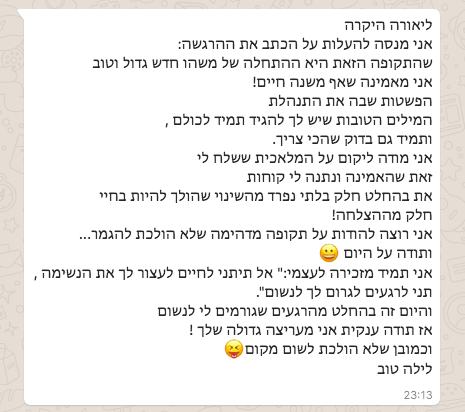 ליאורה היקרה
אני מנסה להעלות על הכתב את ההרגשה:
שהתקופה הזאת היא ההתחלה של משהו חדש גדול וטוב
אני מאמינה שאף משנה חיים!
הפשטות שבה את התנהלת
המילים הטובות שיש לך להגיד תמיד לכולם ,
ותמיד גם בדוק שהכי צריך.
אני מודה ליקום על המלאכית ששלח לי
זאת שהאמינה ונתנה לי קוחות
את בהחלט חלק בלתי נפרד מהשינוי שהולך להיות בחיי
חלק מההצלחה!
אני רוצה להודות על תקופה מדהימה שלא הולכת להגמר...
ותודה על היום 😀
אני תמיד מזכירה לעצמי:" אל תיתני לחיים לעצור לך את הנשימה ,
תני לרגעים לגרום לך לנשום".
והיום זה בהחלט מהרגעים שגורמים לי לנשום
אז תודה ענקית אני מעריצה גדולה שלך !
וכמובן שלא הולכת לשום מקום 😝
לילה טוב
23:13